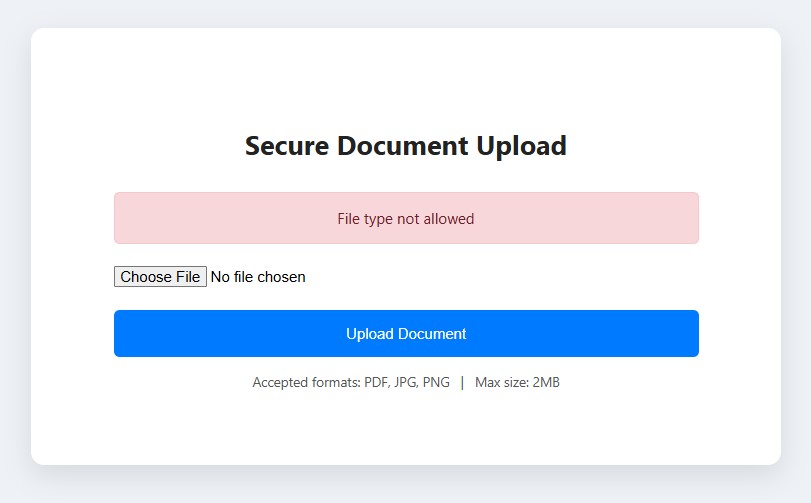 Secure Document Upload
File type not allowed
Choose File No file chosen
Upload Document
Accepted formats: PDF, JPG, PNG | Max size: 2MB